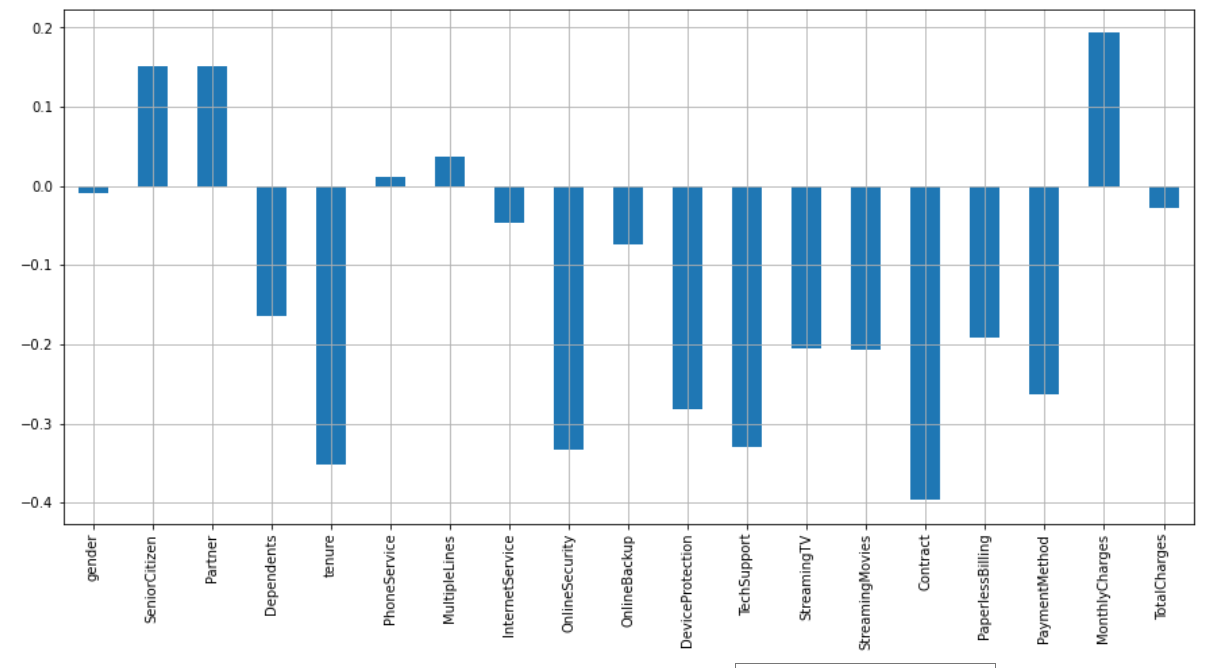 0.2
0.1
0.0
−0.1
−0.2
−0.3
−0.4
gender
SeniorCitizen
Partner
Dependents
tenure
PhoneService
MultipleLines
InternetService
OnlineSecurity
OnlineBackup
DeviceProtection
TechSupport
StreamingTV
StreamingMovies
Contract
PaperlessBilling
PaymentMethod
MonthlyCharges
TotalCharges